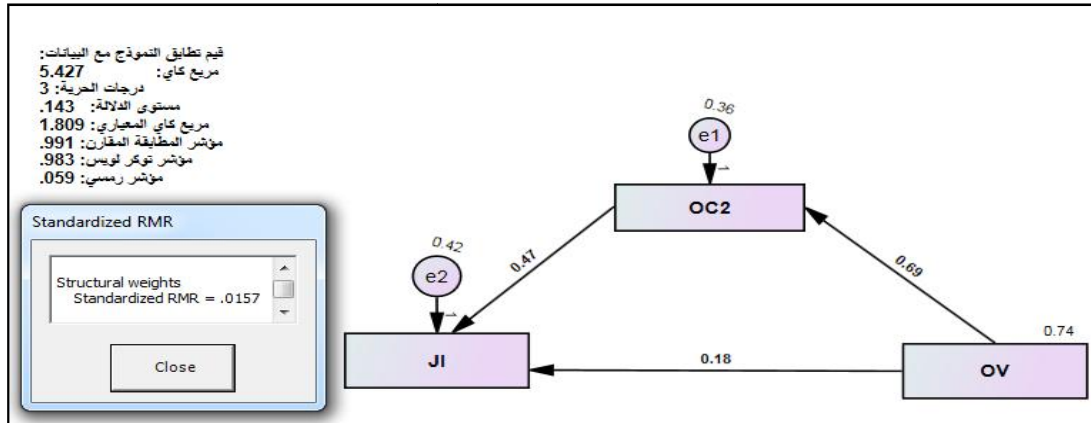 قيم تطابق النموذج مع البيانات:
مربع كاي: 5.427
درجات الحرية: 3
مستوى الدلالة: .143
مربع كاي المعياري: 1.809
مؤشر المطابقة المقارن: .991
مؤشر توكر لويس: .983
مؤشر رمسي: .059
Standardized RMR
Structural weights
Standardized RMR = .0157
Close
0.36
e1
1
OC2
0.42
e2
1
0.47
0.69
JI
0.18
0.74
OV